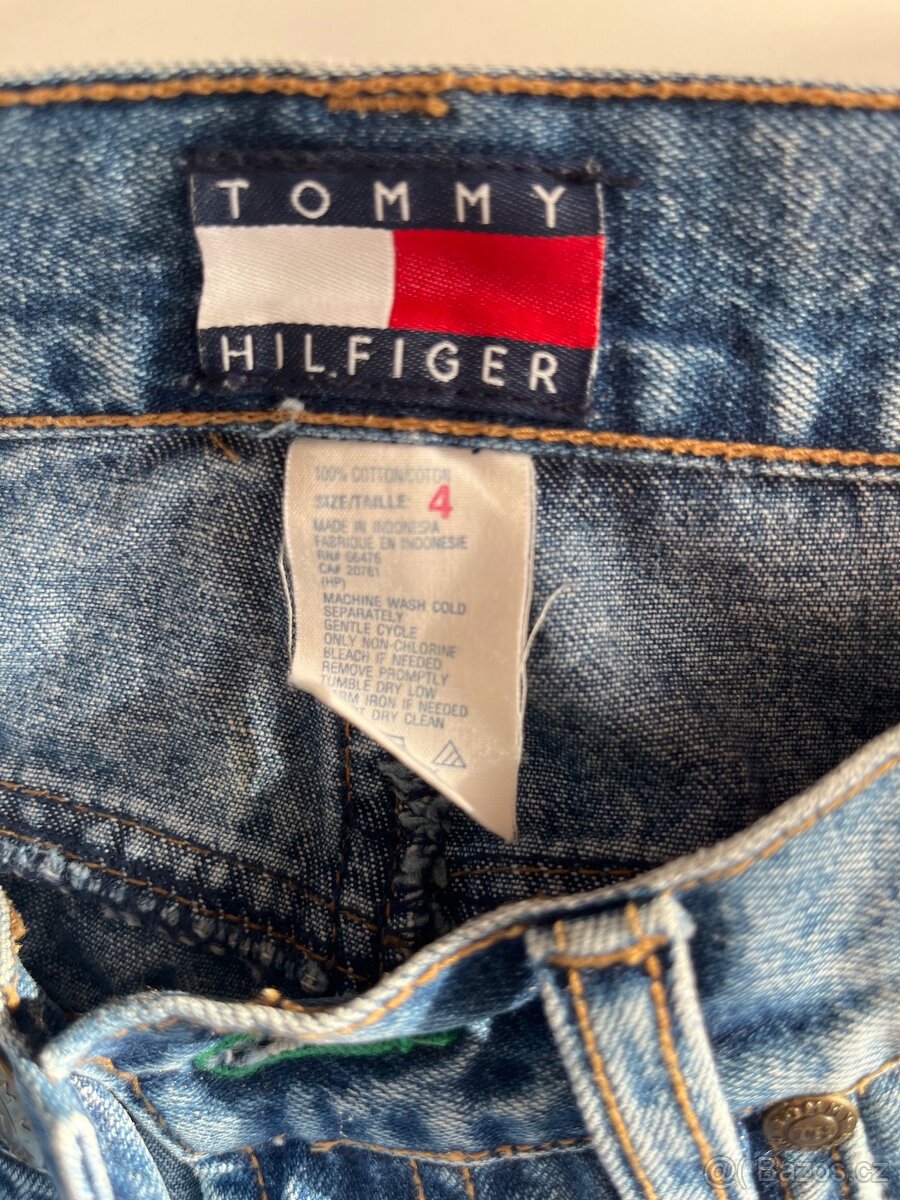 TOMMY
HILFIGER
100% COTTON/COTON
SIZE/TAILLE: 4
MADE IN INDONESIA
FABRIQUE EN INDONESIE
RN# 66476
CA# 20781
(HP)
MACHINE WASH COLD
SEPARATELY
GENTLE CYCLE
ONLY NON-CHLORINE
BLEACH IF NEEDED
REMOVE PROMPTLY
TUMBLE DRY LOW
IRON IF NEEDED
DRY CLEAN
TOMMY
Bazos.cz